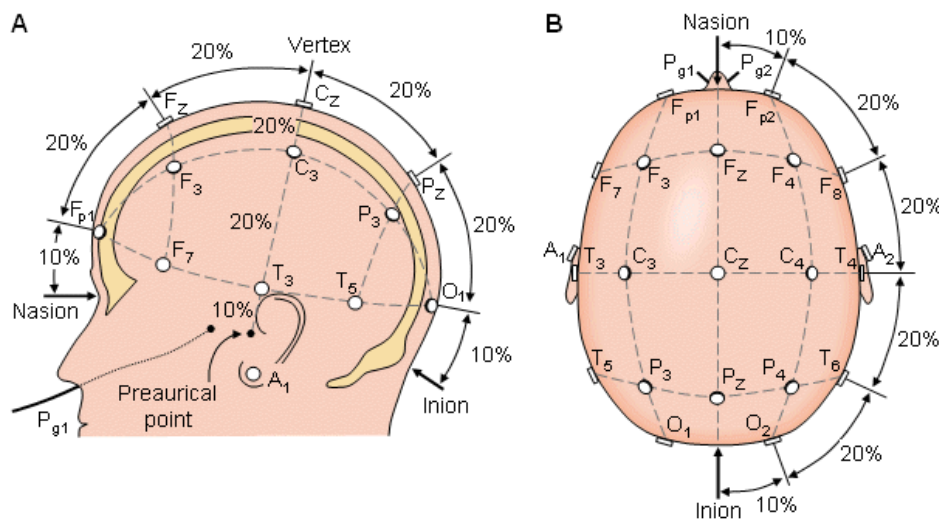 A
20%
Vertex
20%
FZ
CZ
20%
20%
F3
C3
PZ
Fp1
20%
P3
20%
10%
F7
T3
T5
O1
Nasion
10%
10%
A1
Preaurical
point
Inion
Pg1
B
Nasion
10%
Pg1
Pg2
20%
Fp1
Fp2
F7
F3
FZ
F4
F8
20%
A1
T3
C3
CZ
C4
T4
A2
20%
T5
P3
PZ
P4
T6
O1
O2
20%
Inion
10%